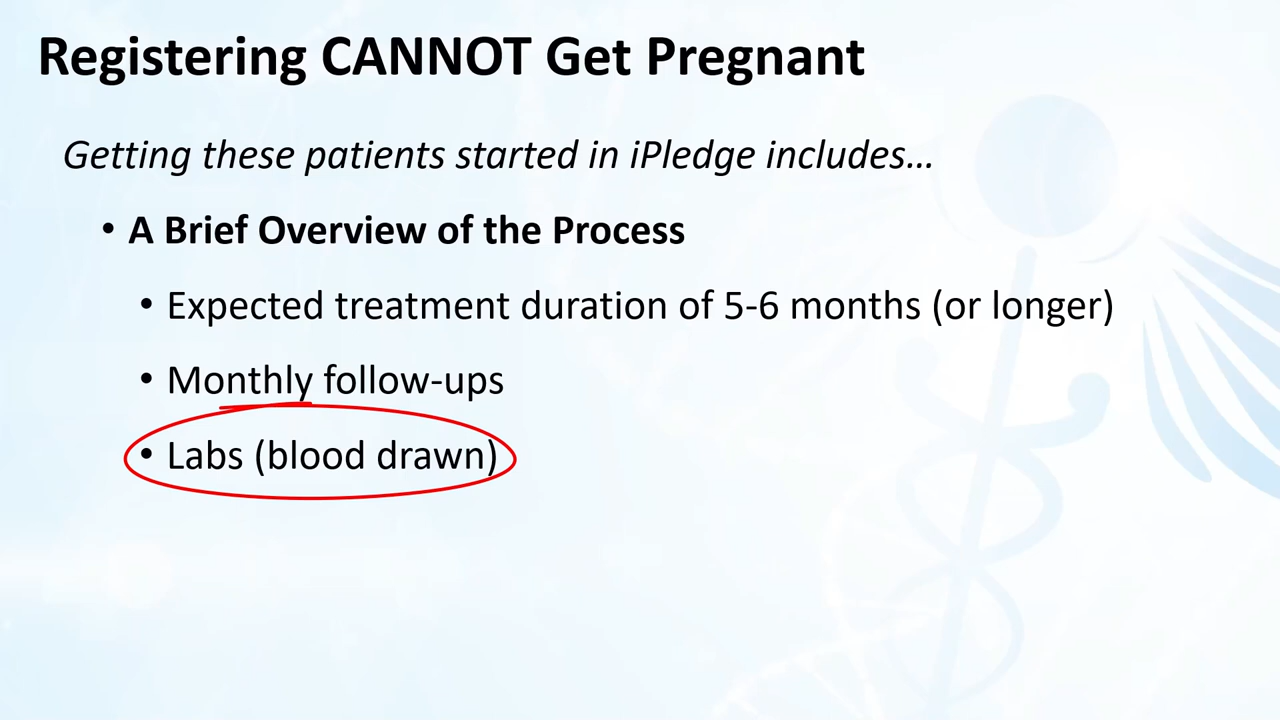 Registering CANNOT Get Pregnant
Getting these patients started in iPledge includes...
• A Brief Overview of the Process
• Expected treatment duration of 5-6 months (or longer)
• Monthly follow-ups
• Labs (blood drawn)